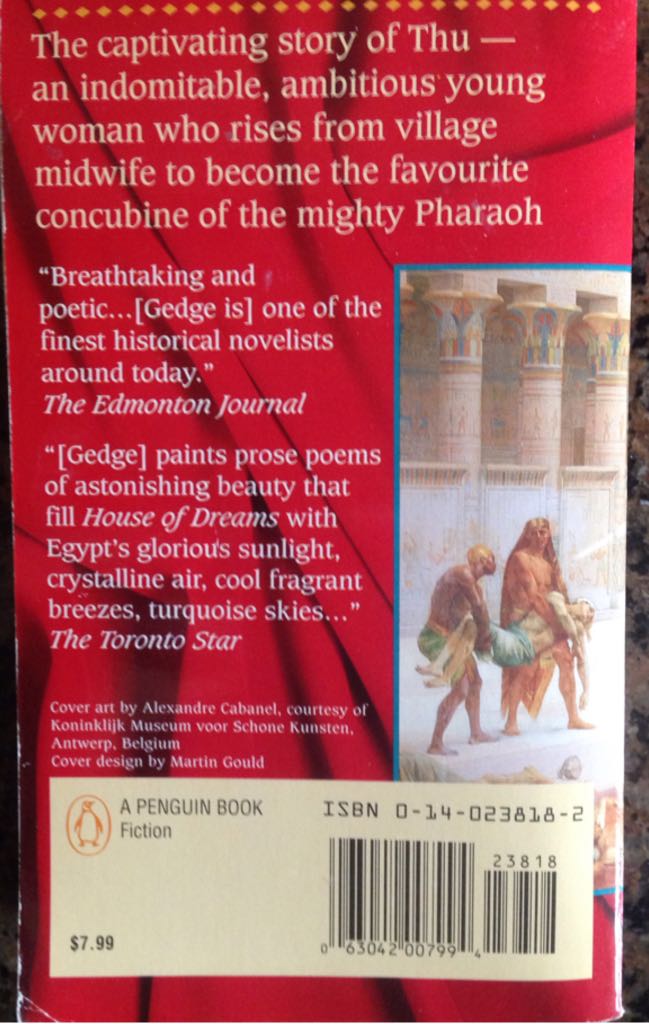 The captivating story of Thu —
an indomitable, ambitious young
woman who rises from village
midwife to become the favourite
concubine of the mighty Pharaoh
“Breathtaking and
poetic...[Gedge is] one of the
finest historical novelists
around today.”
The Edmonton Journal
“[Gedge] paints prose poems
of astonishing beauty that
fill House of Dreams with
Egypt's glorious sunlight,
crystalline air, cool fragrant
breezes, turquoise skies...”
The Toronto Star
Cover art by Alexandre Cabanel, courtesy of
Koninklijk Museum voor Schone Kunsten,
Antwerp, Belgium
Cover design by Martin Gould
A PENGUIN BOOK
Fiction
$7.99
ISBN 0-14-023818-2
23818
0 63042 00799 4